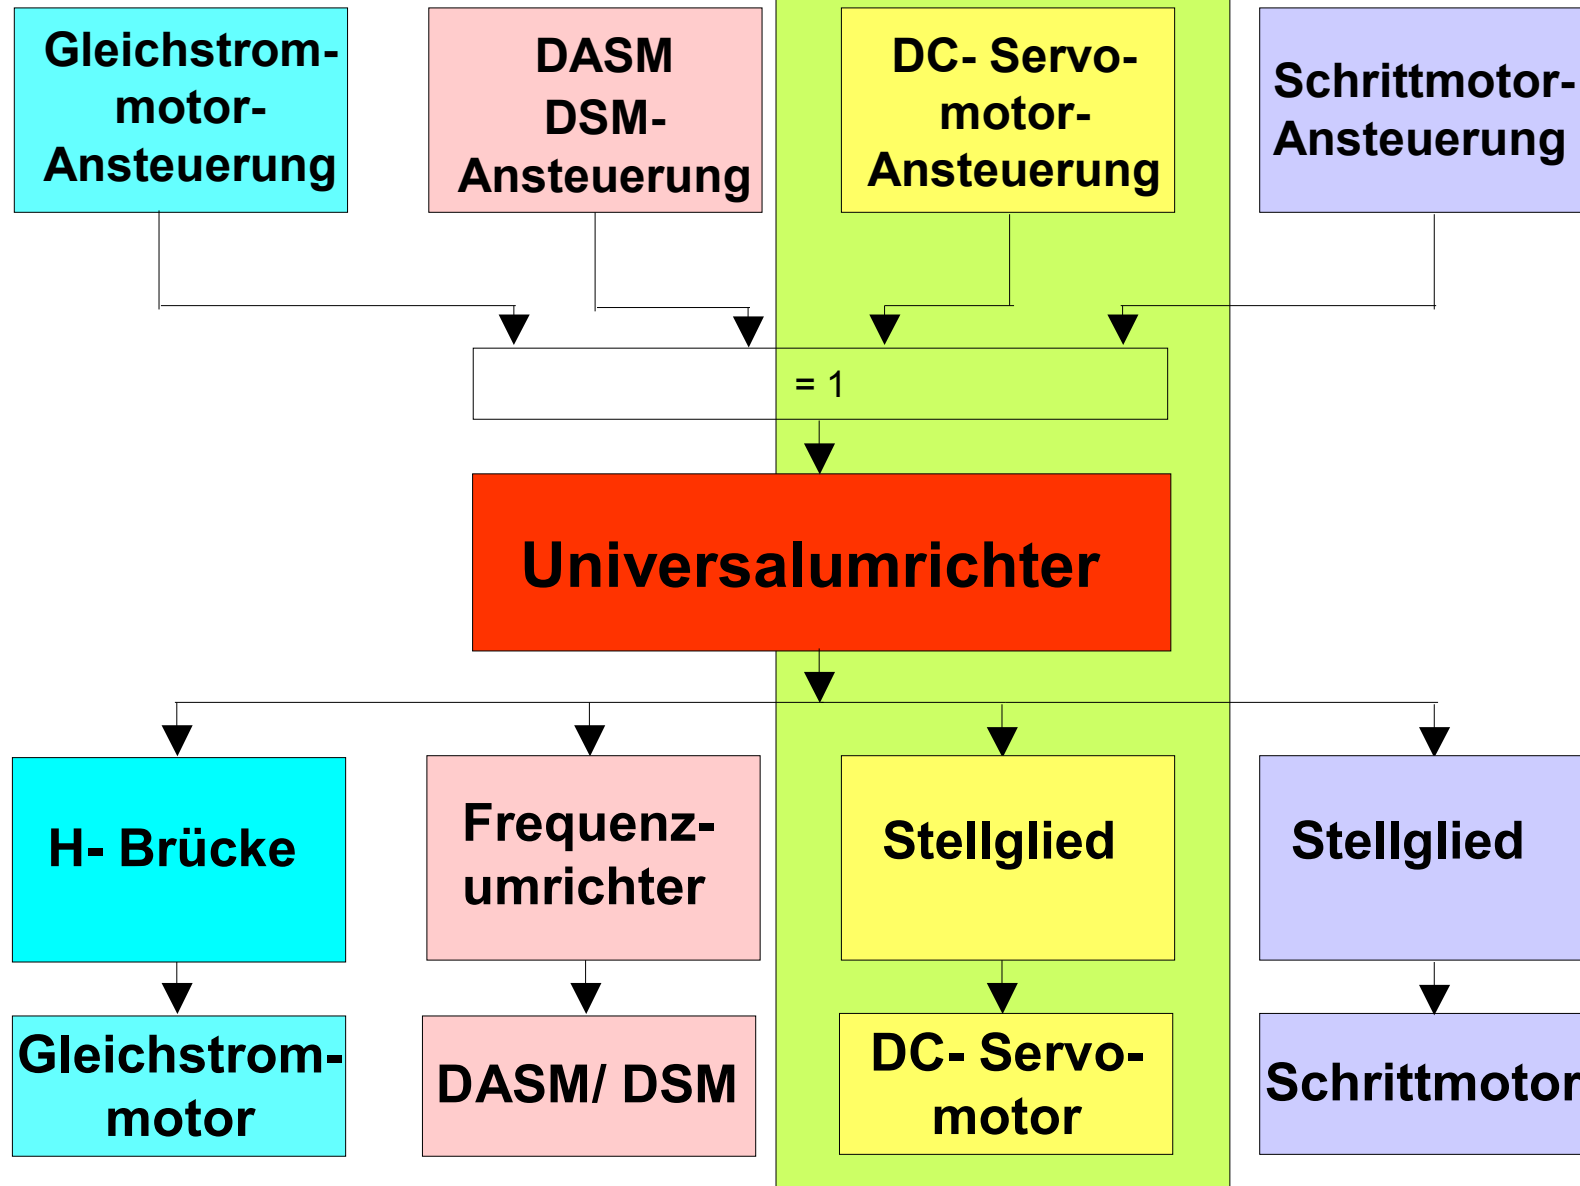 Gleichstrom-
motor-
Ansteuerung
DASM
DSM-
Ansteuerung
DC- Servo-
motor-
Ansteuerung
Schrittmotor-
Ansteuerung
= 1
Universalumrichter
H- Brücke
Frequenz-
umrichter
Stellglied
Stellglied
Gleichstrom-
motor
DASM/ DSM
DC- Servo-
motor
Schrittmotor